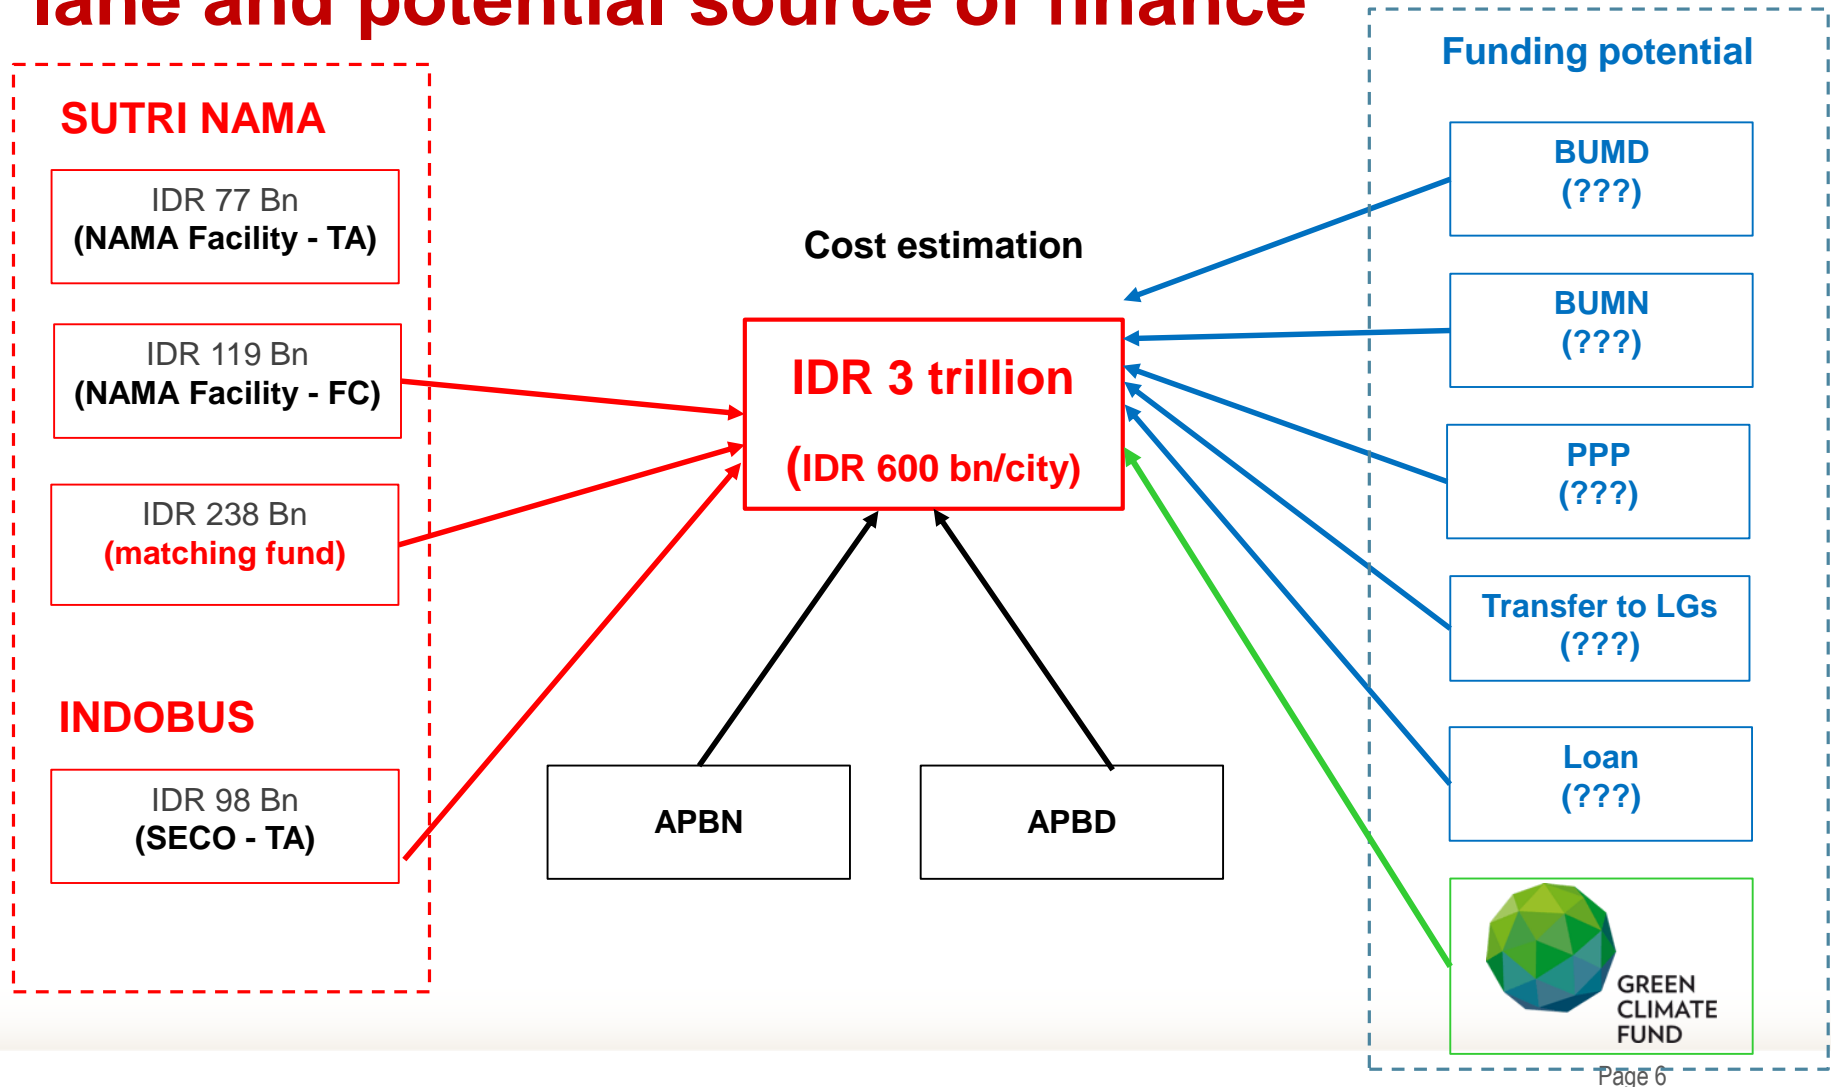 lane and potential source of finance
SUTRI NAMA
IDR 77 Bn
(NAMA Facility - TA)
IDR 119 Bn
(NAMA Facility - FC)
IDR 238 Bn
(matching fund)
INDOBUS
IDR 98 Bn
(SECO - TA)
Cost estimation
IDR 3 trillion
(IDR 600 bn/city)
APBN
APBD
Funding potential
BUMD
(???)
BUMN
(???)
PPP
(???)
Transfer to LGs
(???)
Loan
(???)
GREEN
CLIMATE
FUND
Page 6